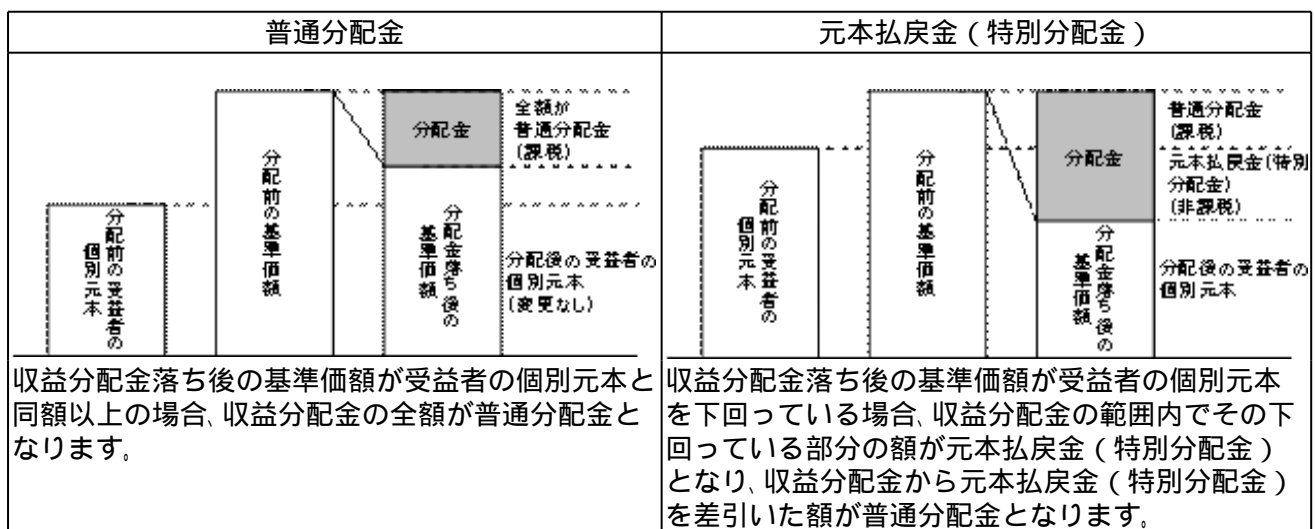 普通分配金
分配前の受益者の
個別元本
分配前の基準価額
分配金
分配金落ち後の
基準価額
全額が
普通分配金
(課税)
分配後の受益者の
個別元本
(変更なし)
収益分配金落ち後の基準価額が受益者の個別元本と
同額以上の場合、収益分配金の全額が普通分配金と
なります。
元本払戻金（特別分配金）
分配前の受益者の
個別元本
分配前の基準価額
分配金
分配金落ち後の
基準価額
普通分配金
(課税)
元本払戻金(特別
分配金)
(非課税)
分配後の受益者の
個別元本
収益分配金落ち後の基準価額が受益者の個別元本
を下回っている場合、収益分配金の範囲内でその下
回っている部分の額が元本払戻金（特別分配金）
となり、収益分配金から元本払戻金（特別分配金）
を差引いた額が普通分配金となります。